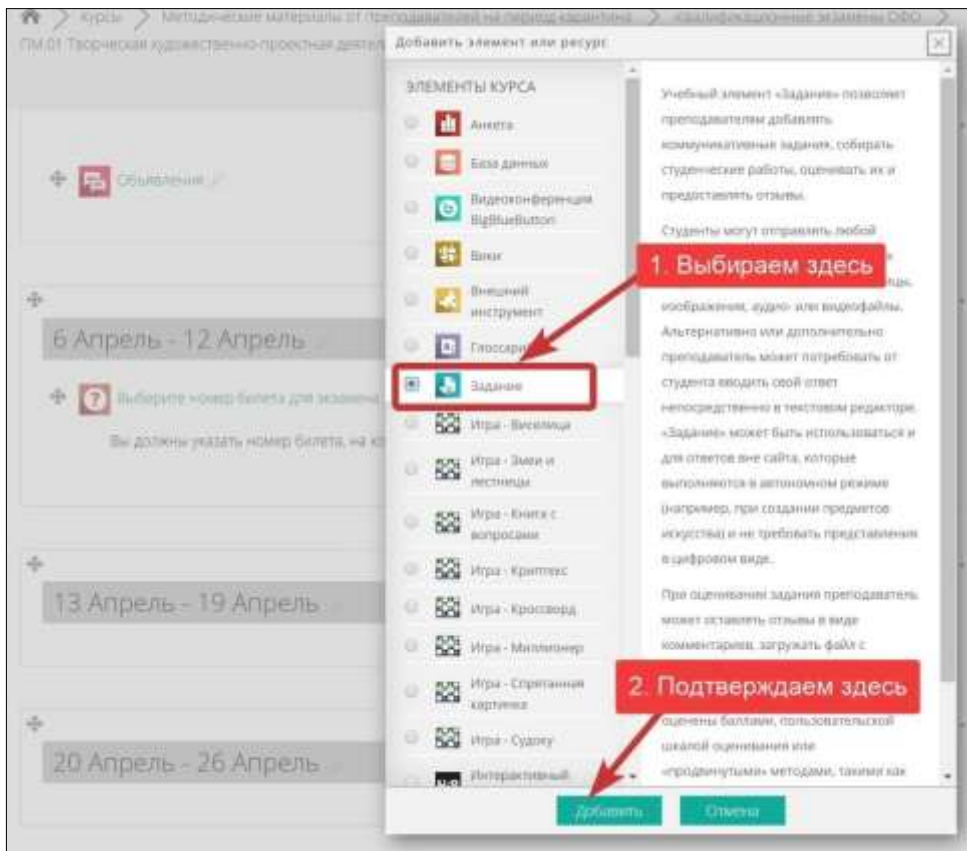 Курсы > Методические материалы от преподавателей на период карантина > Квалификационные экзамены ОФО >
ПМ.01 Творческая художественно-проектная
Объявления
6 Апрель - 12 Апрель
Выберите номер билета для экзамена
Вы должны указать номер билета, на
13 Апрель - 19 Апрель
20 Апрель - 26 Апрель
Добавить элемент или ресурс
ЭЛЕМЕНТЫ КУРСА
Анкета
База данных
Видеоконференция
BigBlueButton
Вики
Внешний
инструмент
Глоссарий
Задание
Игра - Виселица
Игра - Змеи и
лестницы
Игра - Книга с
вопросами
Игра - Криптекс
Игра - Кроссворд
Игра - Миллионер
Игра - Спрятанная
картинка
Игра - Судоку
Интерактивный
H-P
Учебный элемент «Задание» позволяет
преподавателям добавлять
коммуникативные задания, собирать
студенческие работы, оценивать их и
предоставлять отзывы.
Студенты могут отправлять любой
1. Выбираем здесь
изображения, аудио- или видеофайлы.
Альтернативно или дополнительно
преподаватель может потребовать от
студента вводить свой ответ
непосредственно в текстовом редакторе.
«Задание» может быть использоваться и
для ответов вне сайта, которые
выполняются в автономном режиме
(например, при создании предметов
искусства) и не требовать представления
в цифровом виде.
При оценивании задания преподаватель
может оставлять отзывы в виде
комментариев, загружать файл с
2. Подтверждаем здесь
оценены баллами, пользовательской
шкалой оценивания или
«продвинутыми» методами, такими как
Добавить
Отмена